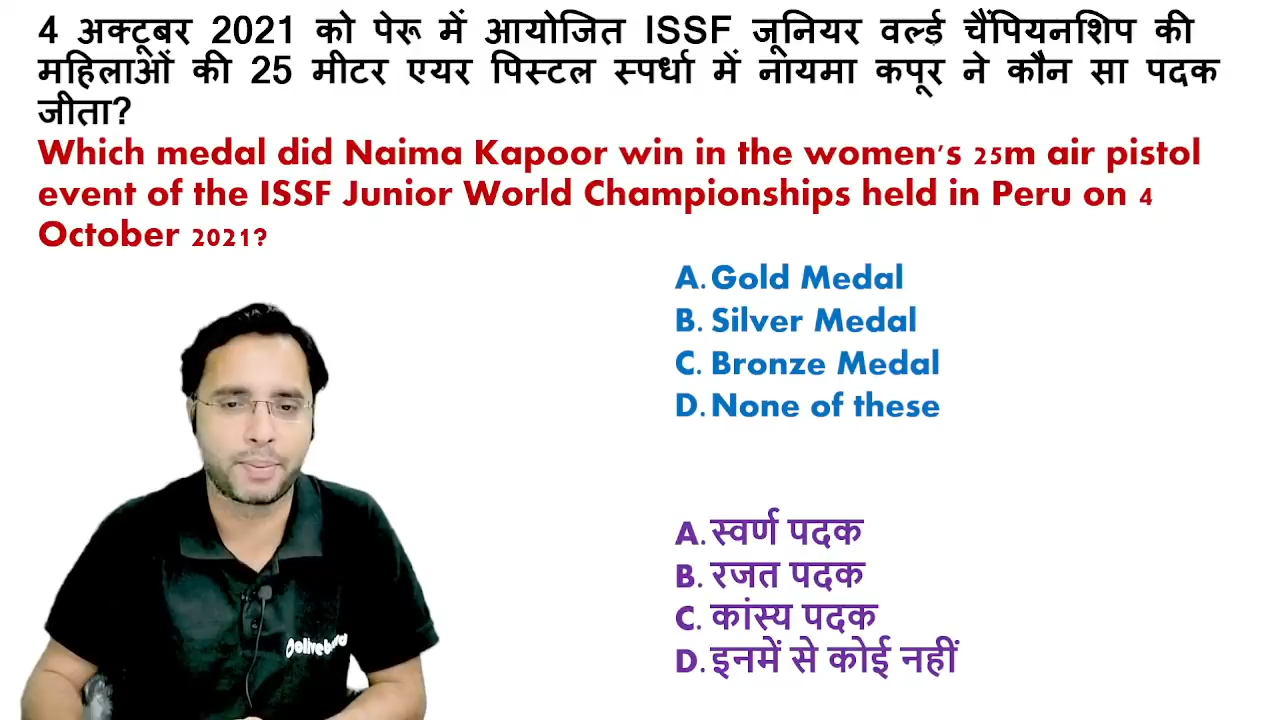 4 अक्टूबर 2021 को पेरू में आयोजित ISSF जूनियर वर्ल्ड चैंपियनशिप की
महिलाओं की 25 मीटर एयर पिस्टल स्पर्धा में नायमा कपूर ने कौन सा पदक
जीता?
Which medal did Naima Kapoor win in the women's 25m air pistol
event of the ISSF Junior World Championships held in Peru on 4
October 2021?
A. Gold Medal
B. Silver Medal
C. Bronze Medal
D. None of these
A. स्वर्ण पदक
B. रजत पदक
C. कांस्य पदक
D. इनमें से कोई नहीं
oliveboard